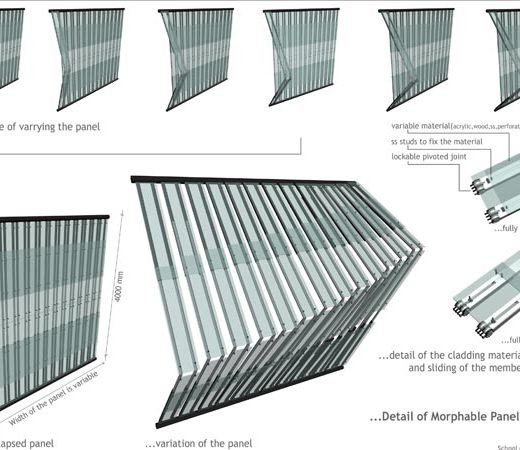 e of varrying the panel
variable material(acrylic,wood,ss,perforat
ss studs to fix the material
lockable pivoted joint
...fully
4000 mm
Width of the panel is variable
...full
...detail of the cladding materia
and sliding of the membe
...Detail of Morphable Panel
apsed panel
...variation of the panel
School